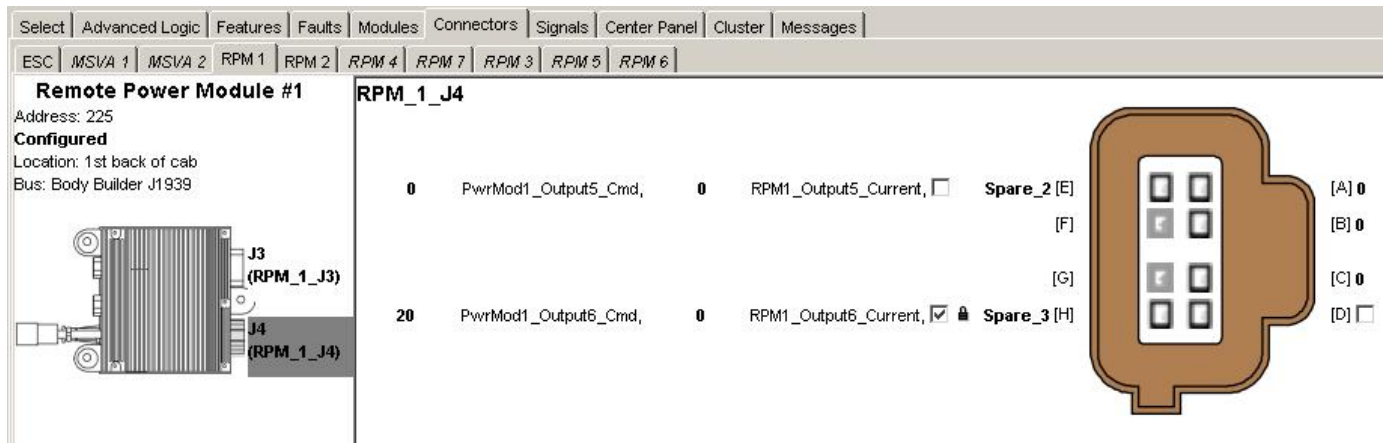 Select Advanced Logic Features Faults Modules Connectors Signals Center Panel Cluster Messages
ESC MSVA 1 MSVA 2 RPM 1 RPM 2 RPM 4 RPM 7 RPM 3 RPM 5 RPM 6
Remote Power Module #1
Address: 225
Configured
Location: 1st back of cab
Bus: Body Builder J1939
J3
(RPM_1_J3)
J4
(RPM_1_J4)
RPM_1_J4
0 PwrMod1_Output5_Cmd, 0 RPM1_Output5_Current, Spare_2 [E] [A] 0
[F] [B] 0
[G] [C] 0
20 PwrMod1_Output6_Cmd, 0 RPM1_Output6_Current, Spare_3 [H] [D]